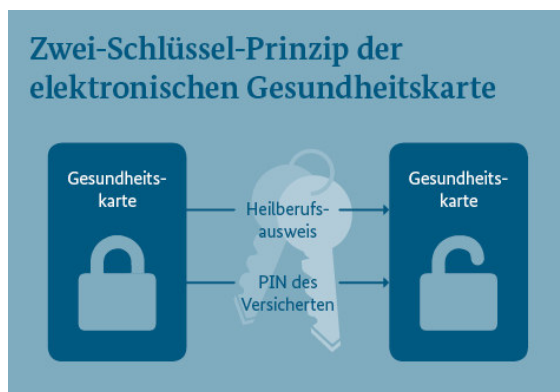 Zwei-Schlüssel-Prinzip der
elektronischen Gesundheitskarte
Gesundheits-
karte
Heilberufs-
ausweis
PIN des
Versicherten
Gesundheits-
karte